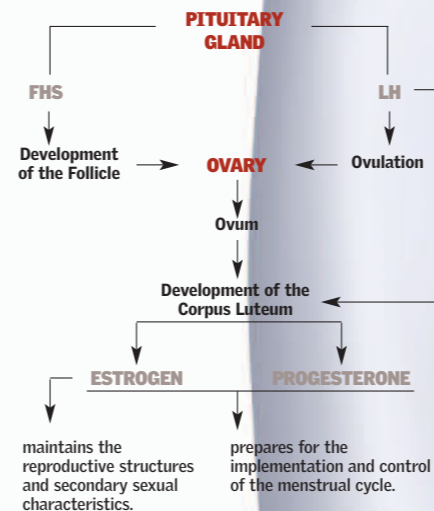 PITUITARY
GLAND
FHS
LH
Development
of the Follicle
OVARY
Ovulation
Ovum
Development of the
Corpus Luteum
ESTROGEN
PROGESTERONE
maintains the
reproductive structures
and secondary sexual
characteristics.
prepares for the
implementation and control
of the menstrual cycle.